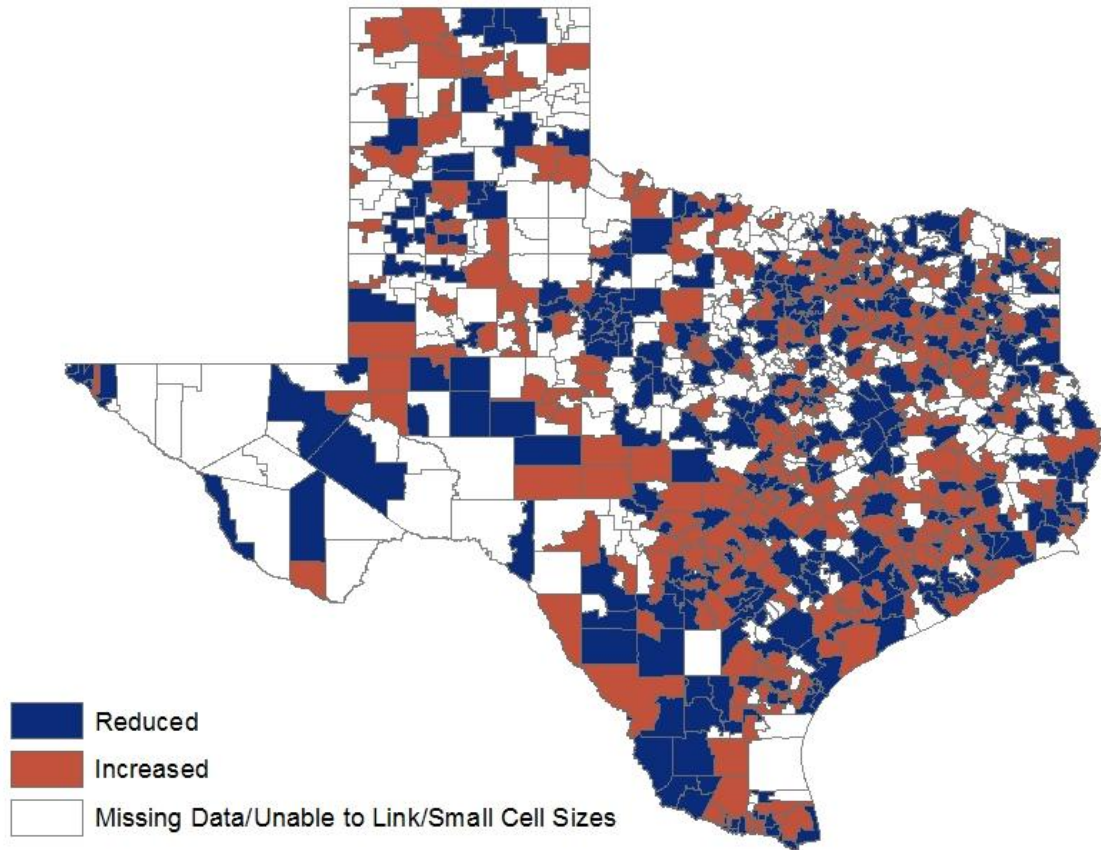 Reduced
Increased
Missing Data/Unable to Link/Small Cell Sizes